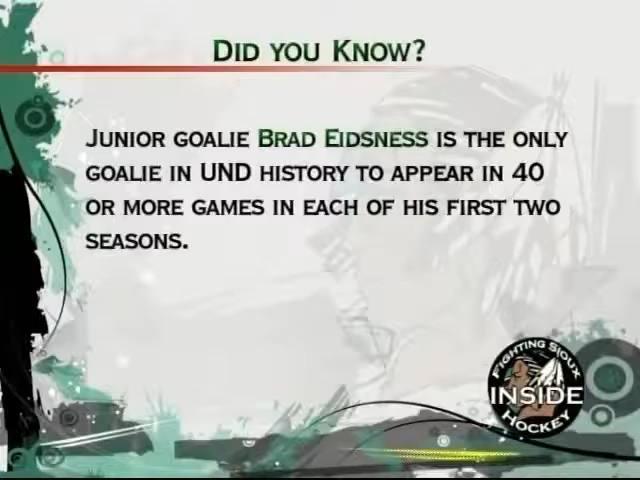 Did you Know?
Junior goalie Brad Eidsness is the only
goalie in UND history to appear in 40
or more games in each of his first two
seasons.
Fighting Sioux
INSIDE
Hockey